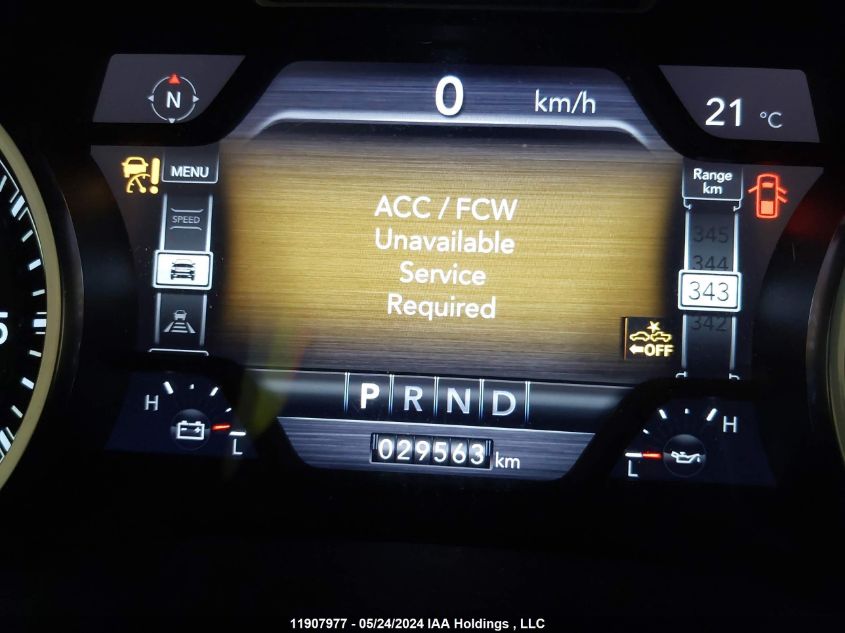 N
0 km/h
21 °C
MENU
SPEED
ACC / FCW
Unavailable
Service
Required
Range
km
345
344
343
342
OFF
5
P R N D
H
L
029563 km
H
L
11907977 - 05/24/2024 IAA Holdings , LLC